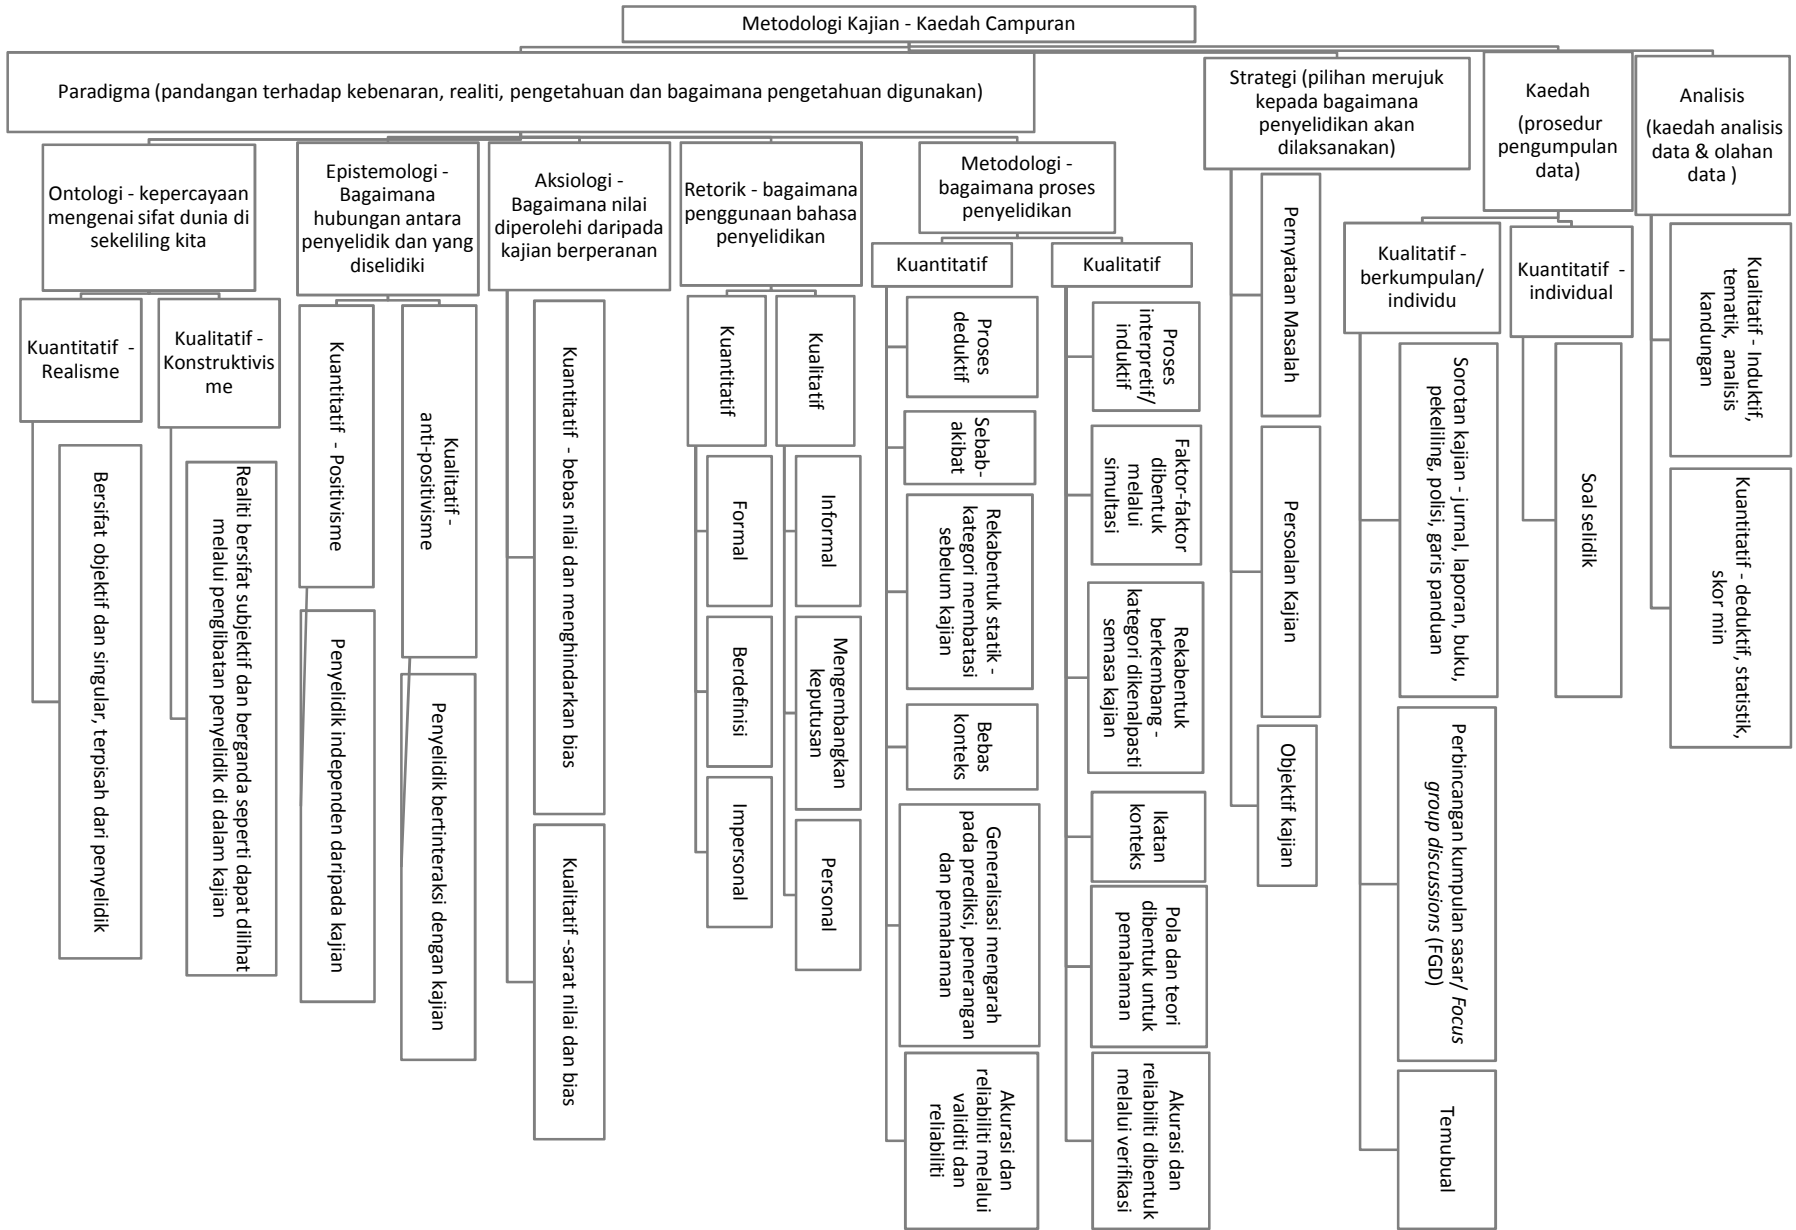 Metodologi Kajian - Kaedah Campuran
Paradigma (pandangan terhadap kebenaran, realiti, pengetahuan dan bagaimana pengetahuan digunakan)
Ontologi - kepercayaan
mengenai sifat dunia di
sekeliling kita
Kuantitatif -
Realisme
Bersifat objektif dan singular, terpisah dari penyelidik
Kualitatif -
Konstruktivis
me
Realiti bersifat subjektif dan berganda seperti dapat dilihat
melalui penglibatan penyelidik di dalam kajian
Epistemologi -
Bagaimana
hubungan antara
penyelidik dan yang
diselidiki
Kuantitatif - Positivisme
Penyelidik independen daripada kajian
Kualitatif -
anti-positivisme
Penyelidik bertinteraksi dengan kajian
Aksiologi -
Bagaimana nilai
diperolehi daripada
kajian berperanan
Kuantitatif - bebas nilai dan menghindarkan bias
Kualitatif -sarat nilai dan bias
Retorik - bagaimana
penggunaan bahasa
penyelidikan
Kuantitatif
Formal
Berdefinisi
Impersonal
Kualitatif
Informal
Mengembangkan
keputusan
Personal
Metodologi -
bagaimana proses
penyelidikan
Kuantitatif
Proses
deduktif
Sebab-
akibat
Rekabentuk statik -
kategori membatasi
sebelum kajian
Bebas
konteks
Generalisasi mengarah
pada prediksi, penerangan
dan pemahaman
Akurasi dan
reliabiliti melalui
validiti dan
reliabiliti
Kualitatif
Proses
interpretif/
induktif
Faktor-faktor
dibentuk
melalui
simultasi
Rekabentuk
berkembang -
kategori dikenalpasti
semasa kajian
Ikatan
konteks
Pola dan teori
dibentuk untuk
pemahaman
Akurasi dan
reliabiliti dibentuk
melalui verifikasi
Strategi (pilihan merujuk
kepada bagaimana
penyelidikan akan
dilaksanakan)
Pernyataan Masalah
Persoalan Kajian
Objektif kajian
Kaedah
(prosedur
pengumpulan
data)
Kualitatif -
berkumpulan/
individu
Sorotan kajian - jurnal, laporan, buku,
pekeliling, polisi, garis panduan
Perbincangan kumpulan sasar/ Focus
group discussions (FGD)
Temubual
Kuantitatif -
individual
Soal selidik
Analisis
(kaedah analisis
data & olahan
data )
Kualitatif - Induktif,
tematik, analisis
kandungan
Kuantitatif - deduktif, statistik,
skor min